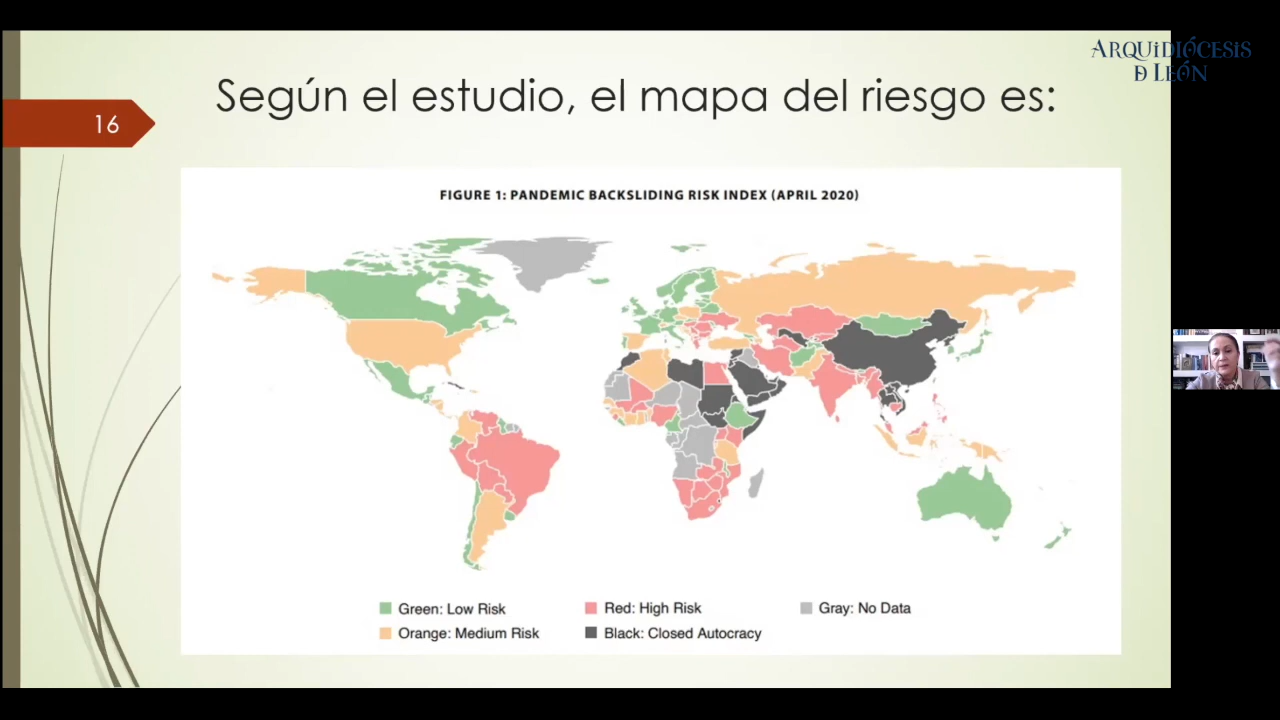 ARQUiDiÓCESiS
D LEÓN
Según el estudio, el mapa del riesgo es:
16
FIGURE 1: PANDEMIC BACKSLIDING RISK INDEX (APRIL 2020)
Green: Low Risk
Red: High Risk
Gray: No Data
Orange: Medium Risk
Black: Closed Autocracy